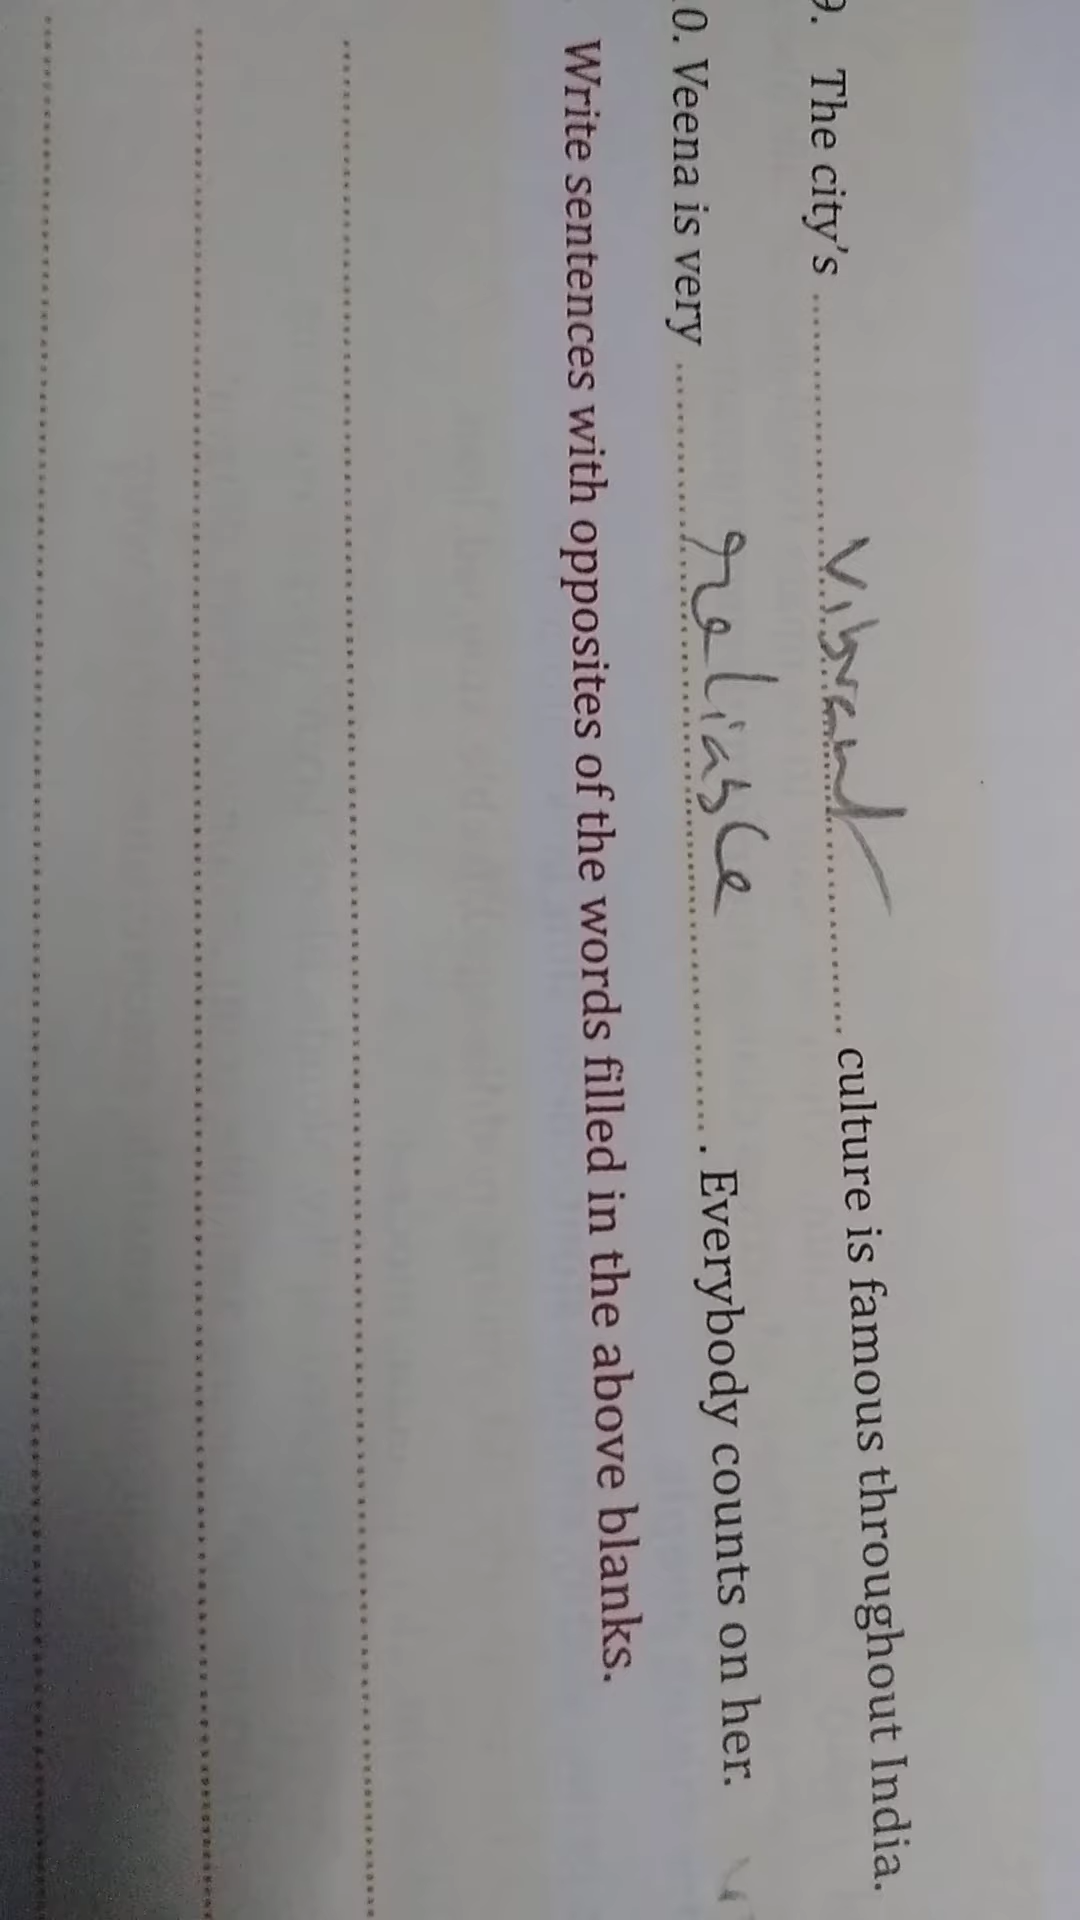 9. The city's .................. vibrant .................. culture is famous throughout India.
0. Veena is very .................. reliable .................. . Everybody counts on her.
Write sentences with opposites of the words filled in the above blanks.